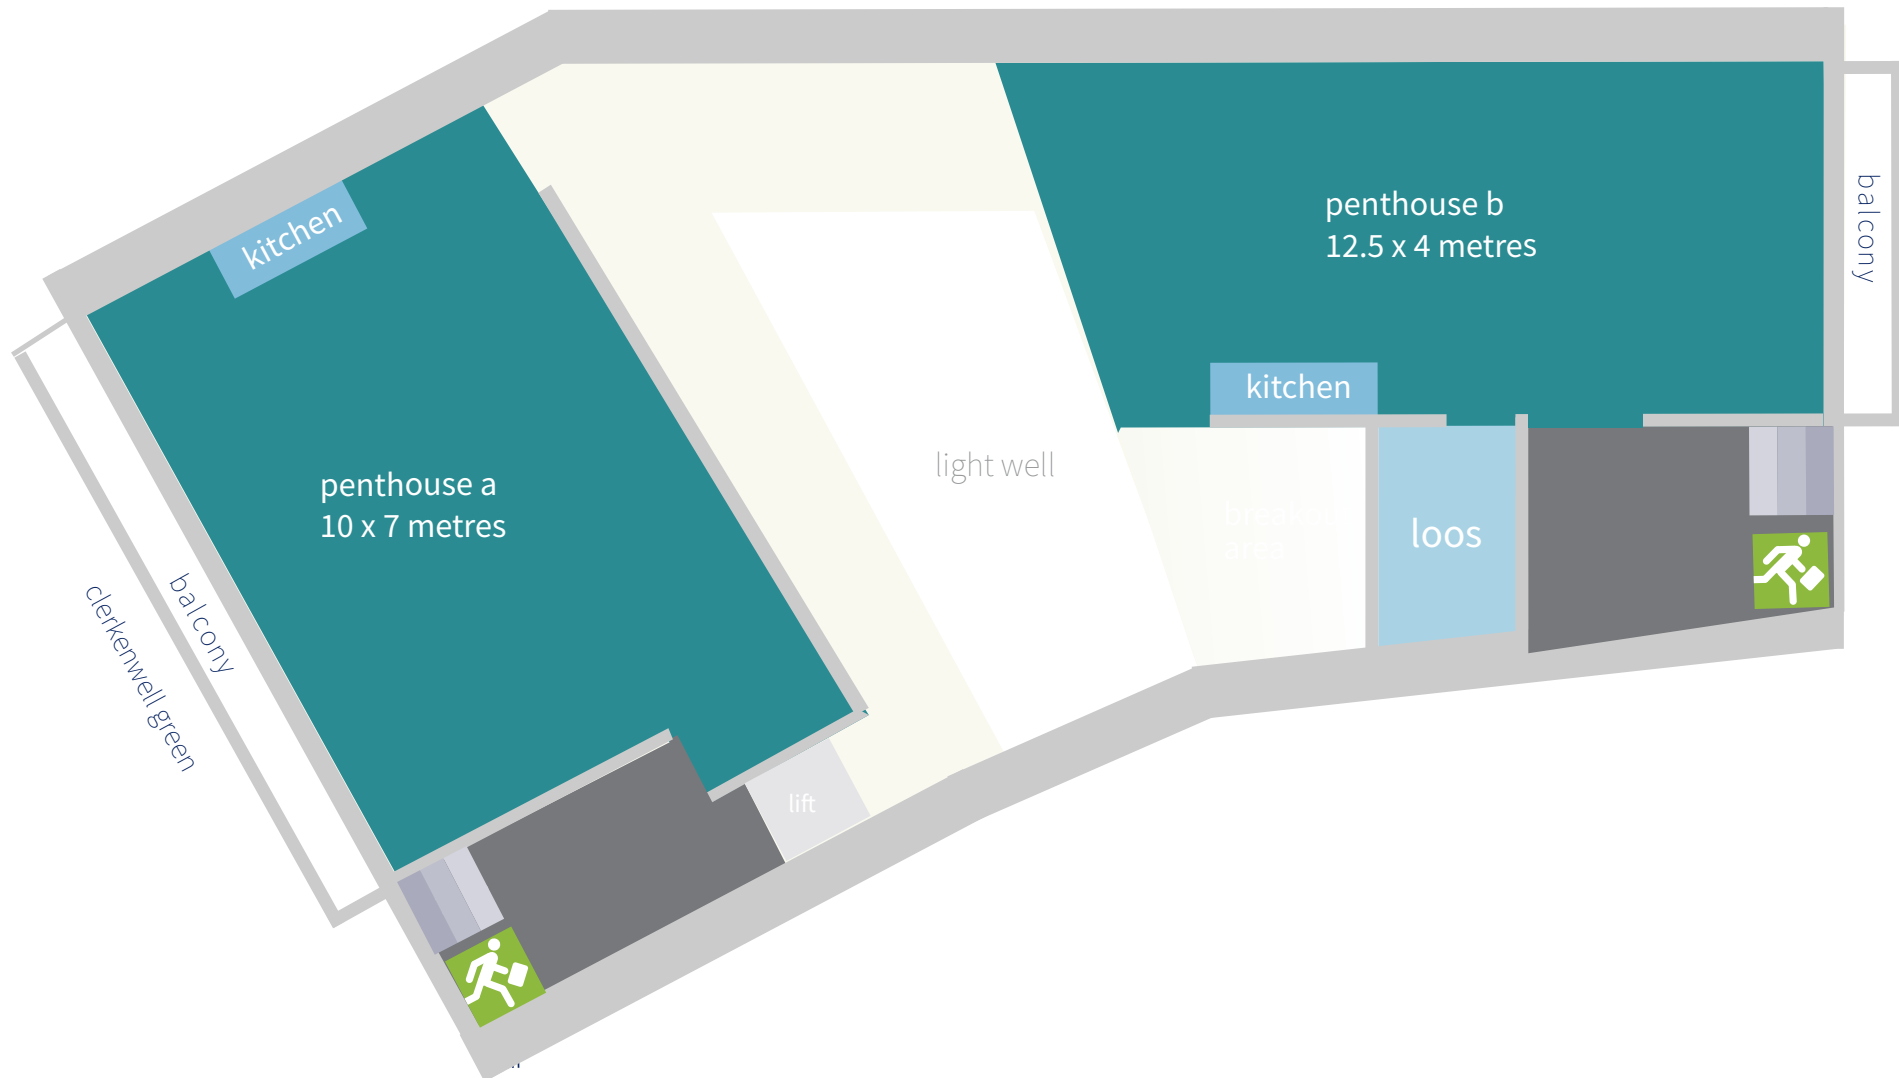 kitchen
penthouse a
10 x 7 metres
balcony
clerkenwell green
lift
light well
penthouse b
12.5 x 4 metres
kitchen
area
loos
balcony